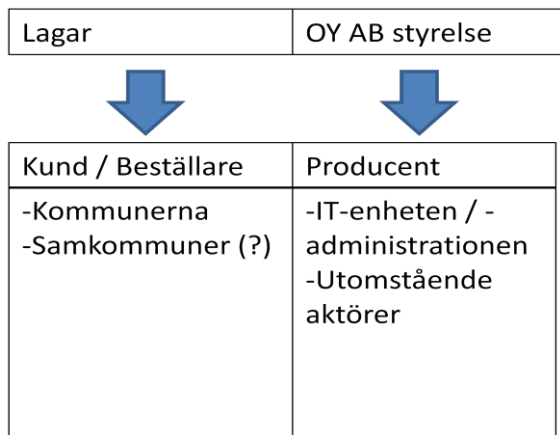 Lagar
OY AB styrelse
Kund / Beställare
Producent
-Kommunerna
-Samkommuner (?)
-IT-enheten / -
administrationen
-Utomstående
aktörer